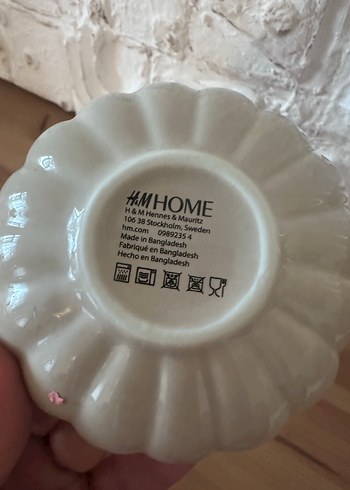 H&M HOME
H & M Hennes & Mauritz
106 38 Stockholm, Sweden
hm.com 0989235 4
Made in Bangladesh
Fabriqué en Bangladesh
Hecho en Bangladesh